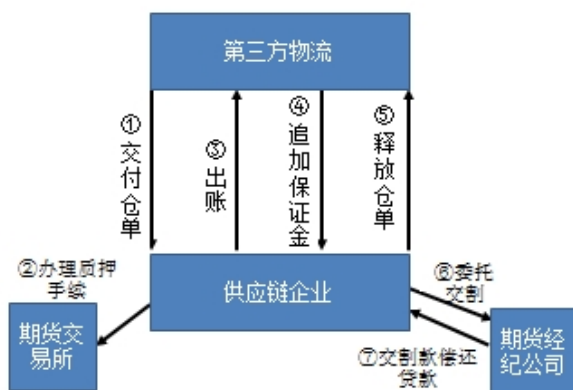 第三方物流
①交付仓单
③出账
④追加保证金
⑤释放仓单
②办理质押
手续
供应链企业
⑥委托
交割
期货交
易所
⑦交割款偿还
贷款
期货经
纪公司